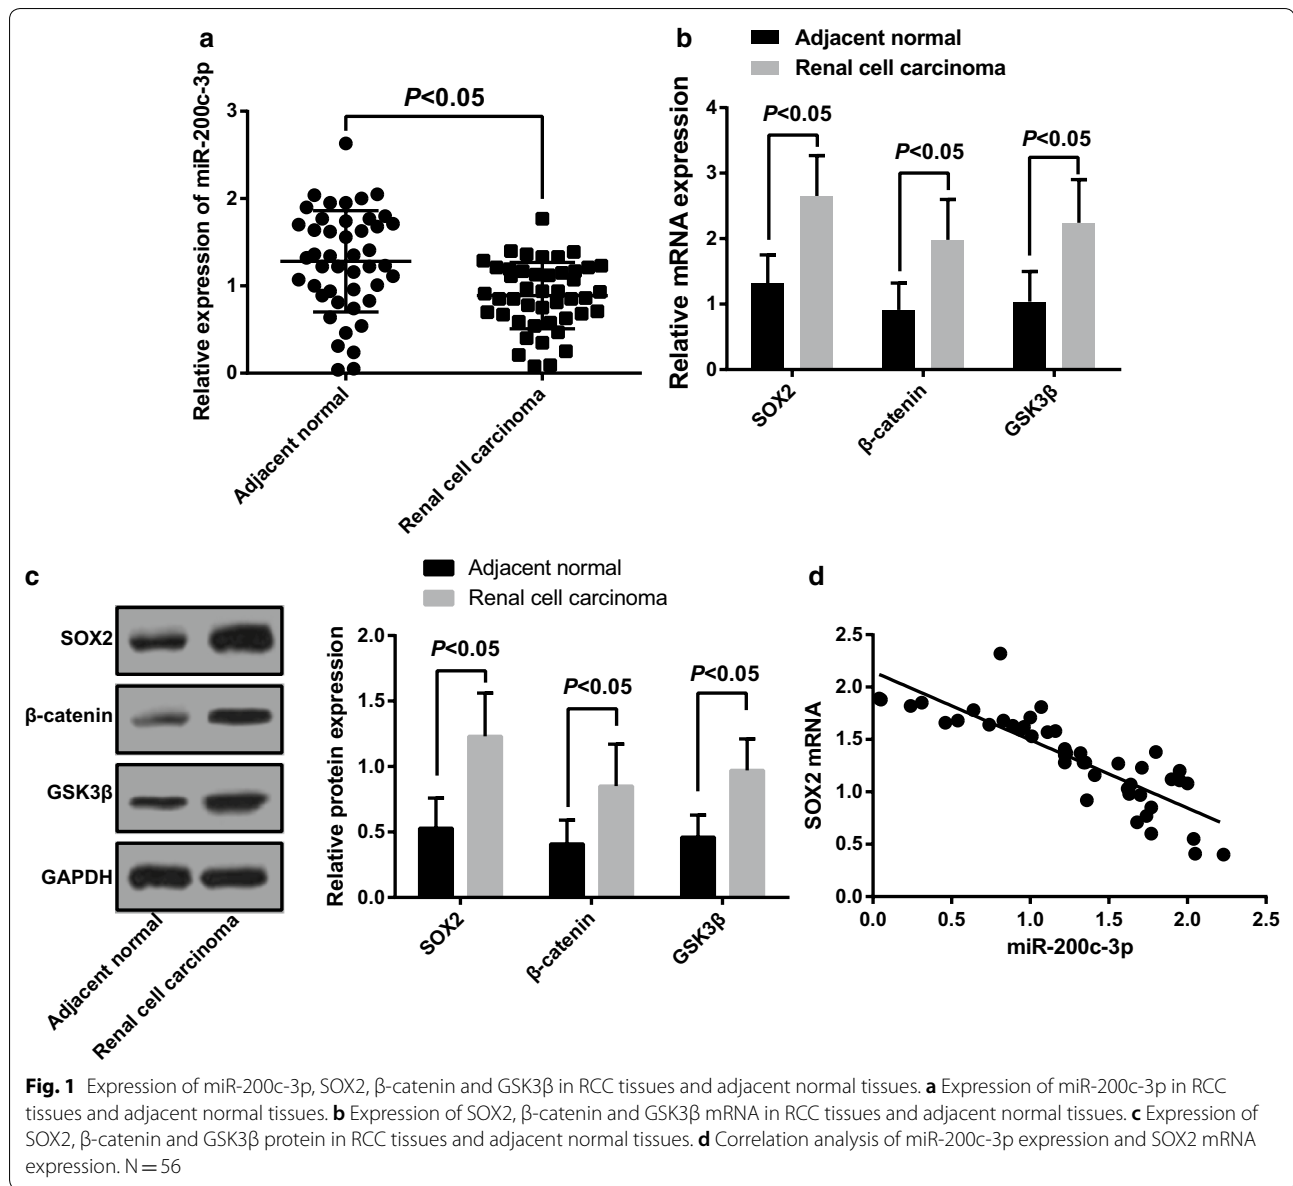 a
Relative expression of miR-200c-3p
P<0.05
3
2
1
0
Adjacent normal
Renal cell carcinoma
b
Adjacent normal
Renal cell carcinoma
Relative mRNA expression
4
3
2
1
0
P<0.05
P<0.05
P<0.05
SOX2
β-catenin
GSK3β
c
SOX2
β-catenin
GSK3β
GAPDH
Adjacent normal
Renal cell carcinoma
Adjacent normal
Renal cell carcinoma
Relative protein expression
2.0
1.5
1.0
0.5
0.0
P<0.05
P<0.05
P<0.05
SOX2
β-catenin
GSK3β
d
SOX2 mRNA
2.5
2.0
1.5
1.0
0.5
0.0
0.0 0.5 1.0 1.5 2.0 2.5
miR-200c-3p
Fig. 1 Expression of miR-200c-3p, SOX2, β-catenin and GSK3β in RCC tissues and adjacent normal tissues. a Expression of miR-200c-3p in RCC
tissues and adjacent normal tissues. b Expression of SOX2, β-catenin and GSK3β mRNA in RCC tissues and adjacent normal tissues. c Expression of
SOX2, β-catenin and GSK3β protein in RCC tissues and adjacent normal tissues. d Correlation analysis of miR-200c-3p expression and SOX2 mRNA
expression. N = 56